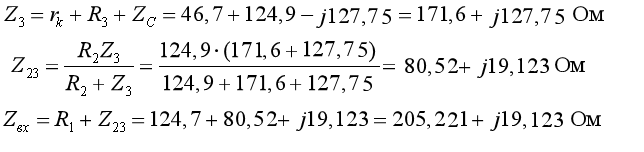 Z₃ = rₖ + R₃ + Z_C = 46,7 + 124,9 − j127,75 = 171,6 + j127,75 Ом
Z₂₃ = R₂Z₃ / (R₂ + Z₃) = 124,9·(171,6 + 127,75) / (124,9 + 171,6 + 127,75) = 80,52 + j19,123 Ом
Z_вх = R₁ + Z₂₃ = 124,7 + 80,52 + j19,123 = 205,221 + j19,123 Ом